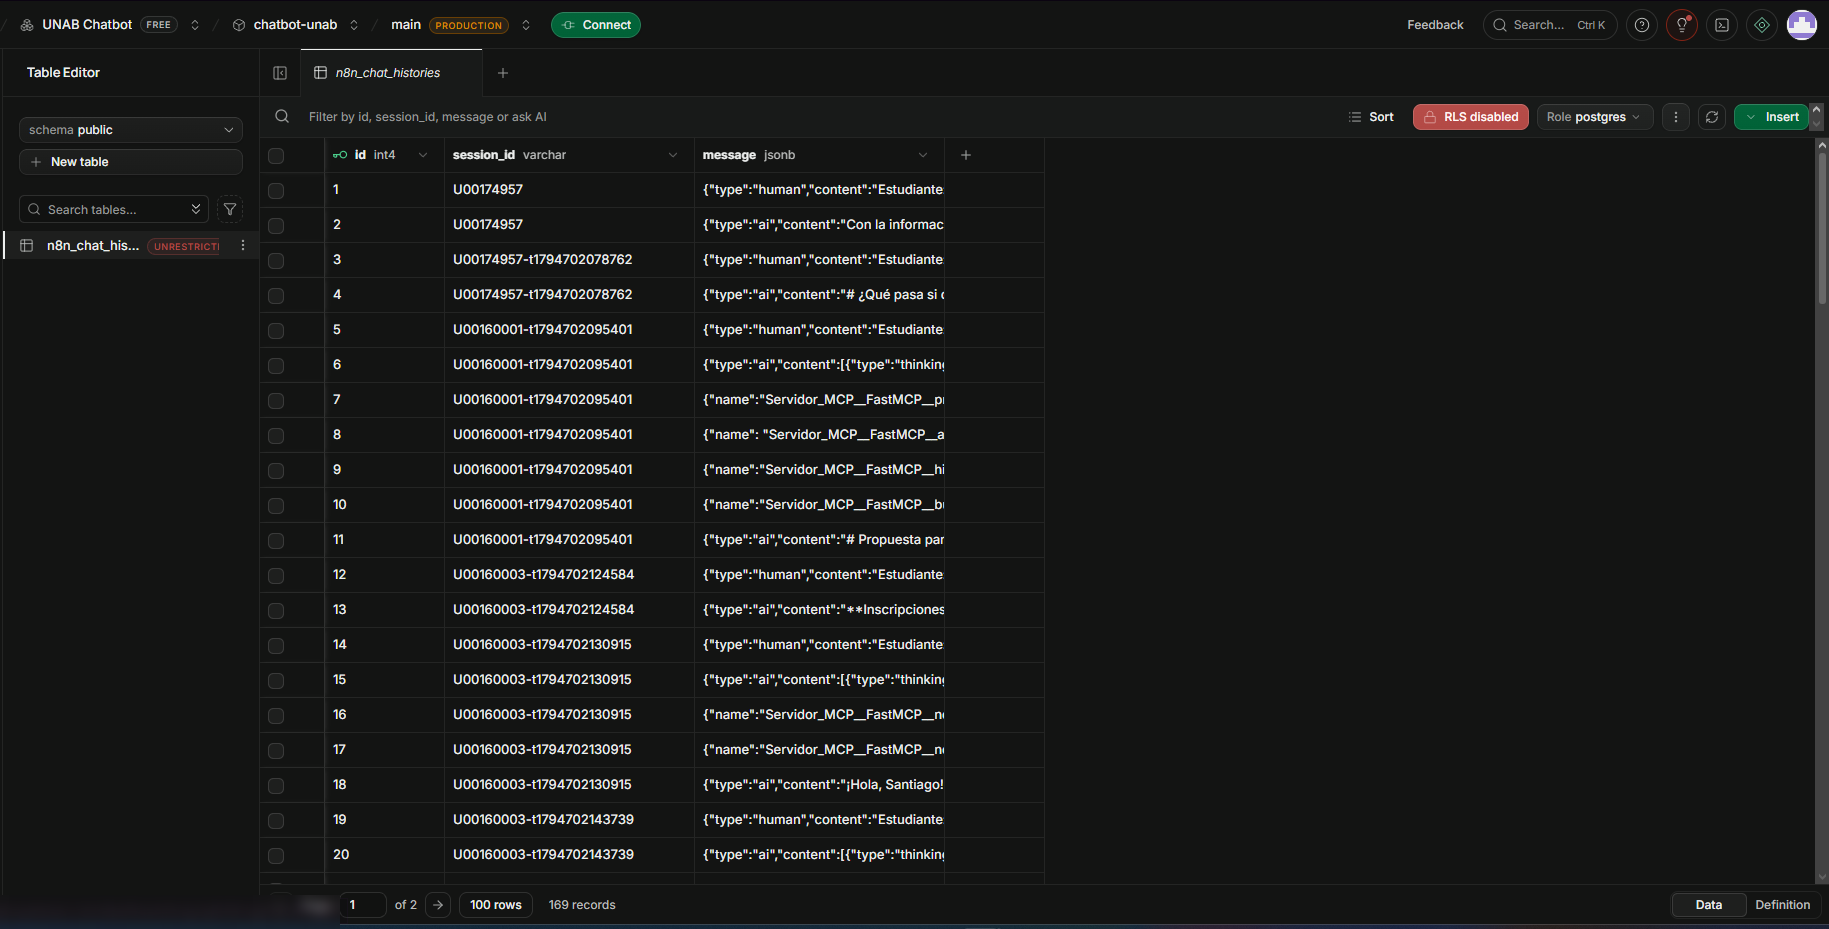 UNAB Chatbot FREE chatbot-unab main PRODUCTION Connect Feedback Search... Ctrl K
Table Editor n8n_chat_histories
schema public
New table
Search tables...
n8n_chat_his... UNRESTRICT
Filter by id, session_id, message or ask AI Sort RLS disabled Role postgres Insert
id int4 session_id varchar message jsonb
1 U00174957 {"type":"human","content":"Estudiante:
2 U00174957 {"type":"ai","content":"Con la informac
3 U00174957-t1794702078762 {"type":"human","content":"Estudiante:
4 U00174957-t1794702078762 {"type":"ai","content":"# ¿Qué pasa si
5 U00160001-t1794702095401 {"type":"human","content":"Estudiante:
6 U00160001-t1794702095401 {"type":"ai","content":[{"type":"thinking
7 U00160001-t1794702095401 {"name":"Servidor_MCP__FastMCP__pr
8 U00160001-t1794702095401 {"name": "Servidor_MCP__FastMCP__a
9 U00160001-t1794702095401 {"name":"Servidor_MCP__FastMCP__hi
10 U00160001-t1794702095401 {"name":"Servidor_MCP__FastMCP__bu
11 U00160001-t1794702095401 {"type":"ai","content":"# Propuesta par
12 U00160003-t1794702124584 {"type":"human","content":"Estudiante:
13 U00160003-t1794702124584 {"type":"ai","content":"**Inscripciones
14 U00160003-t1794702130915 {"type":"human","content":"Estudiante:
15 U00160003-t1794702130915 {"type":"ai","content":[{"type":"thinking
16 U00160003-t1794702130915 {"name":"Servidor_MCP__FastMCP__no
17 U00160003-t1794702130915 {"name":"Servidor_MCP__FastMCP__no
18 U00160003-t1794702130915 {"type":"ai","content":"¡Hola, Santiago!
19 U00160003-t1794702143739 {"type":"human","content":"Estudiante:
20 U00160003-t1794702143739 {"type":"ai","content":[{"type":"thinking
1 of 2 100 rows 169 records Data Definition